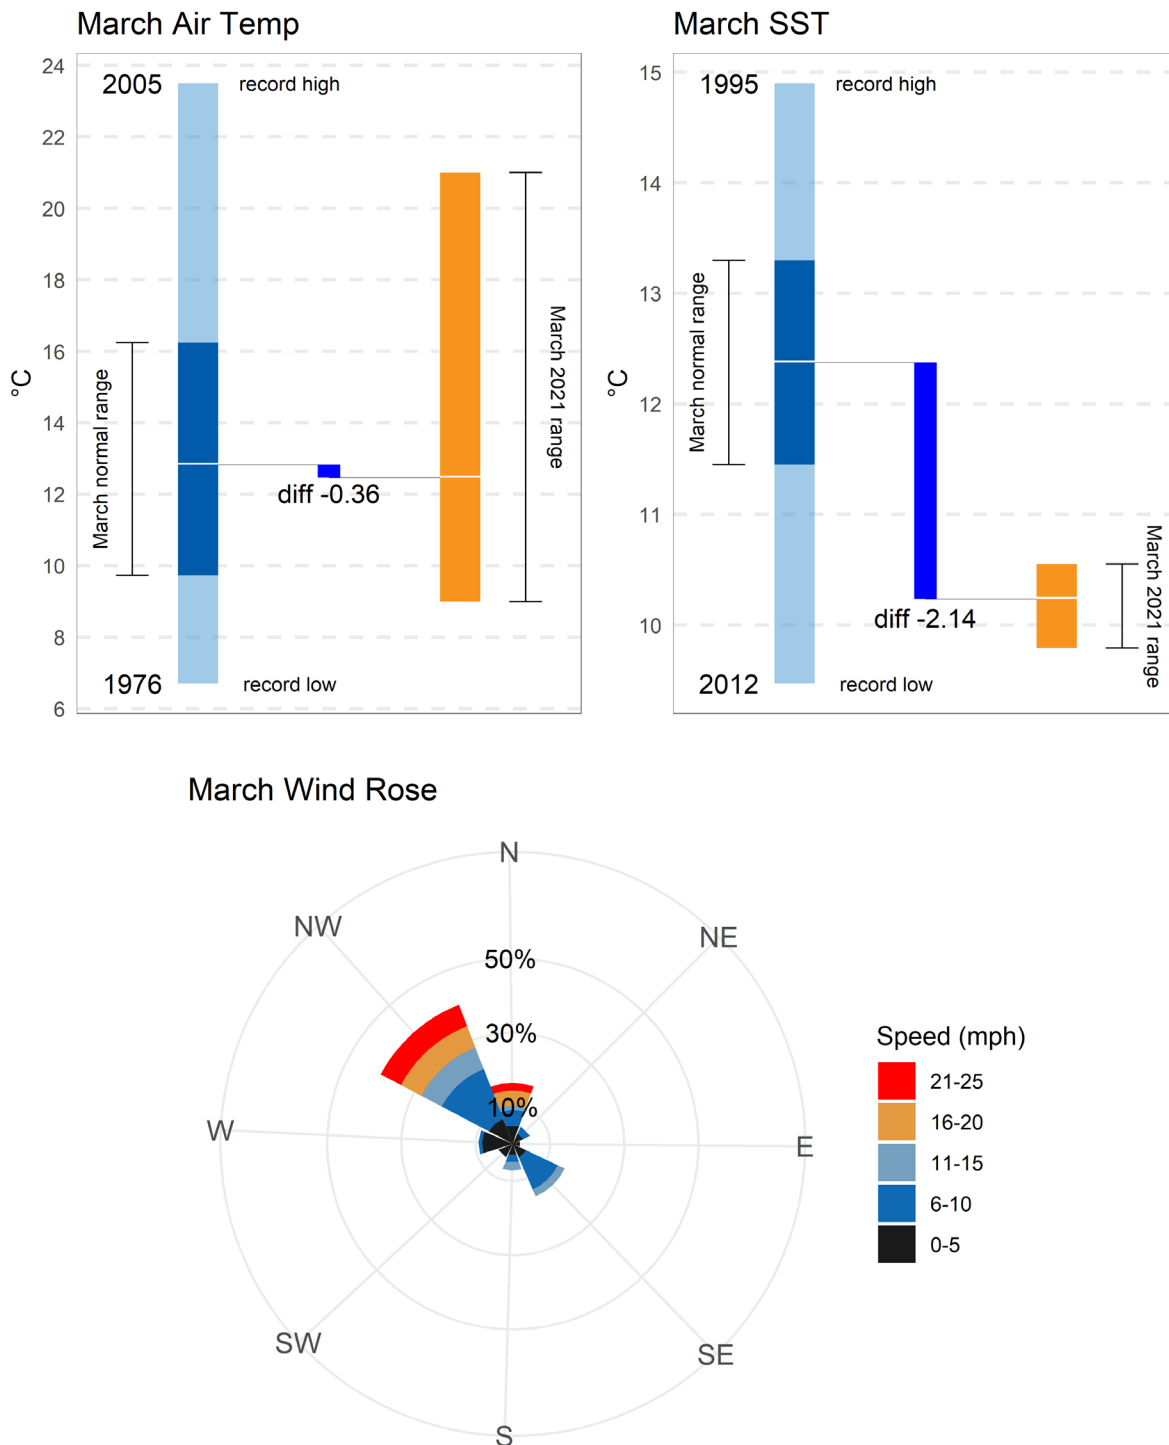 March Air Temp
24
22
20
18
16
14
12
10
8
6
°C
2005
record high
March normal range
diff -0.36
March 2021 range
1976
record low
March SST
15
14
13
12
11
10
°C
1995
record high
March normal range
diff -2.14
March 2021 range
2012
record low
March Wind Rose
N
NW
NE
50%
30%
10%
W
E
SW
SE
S
Speed (mph)
21-25
16-20
11-15
6-10
0-5